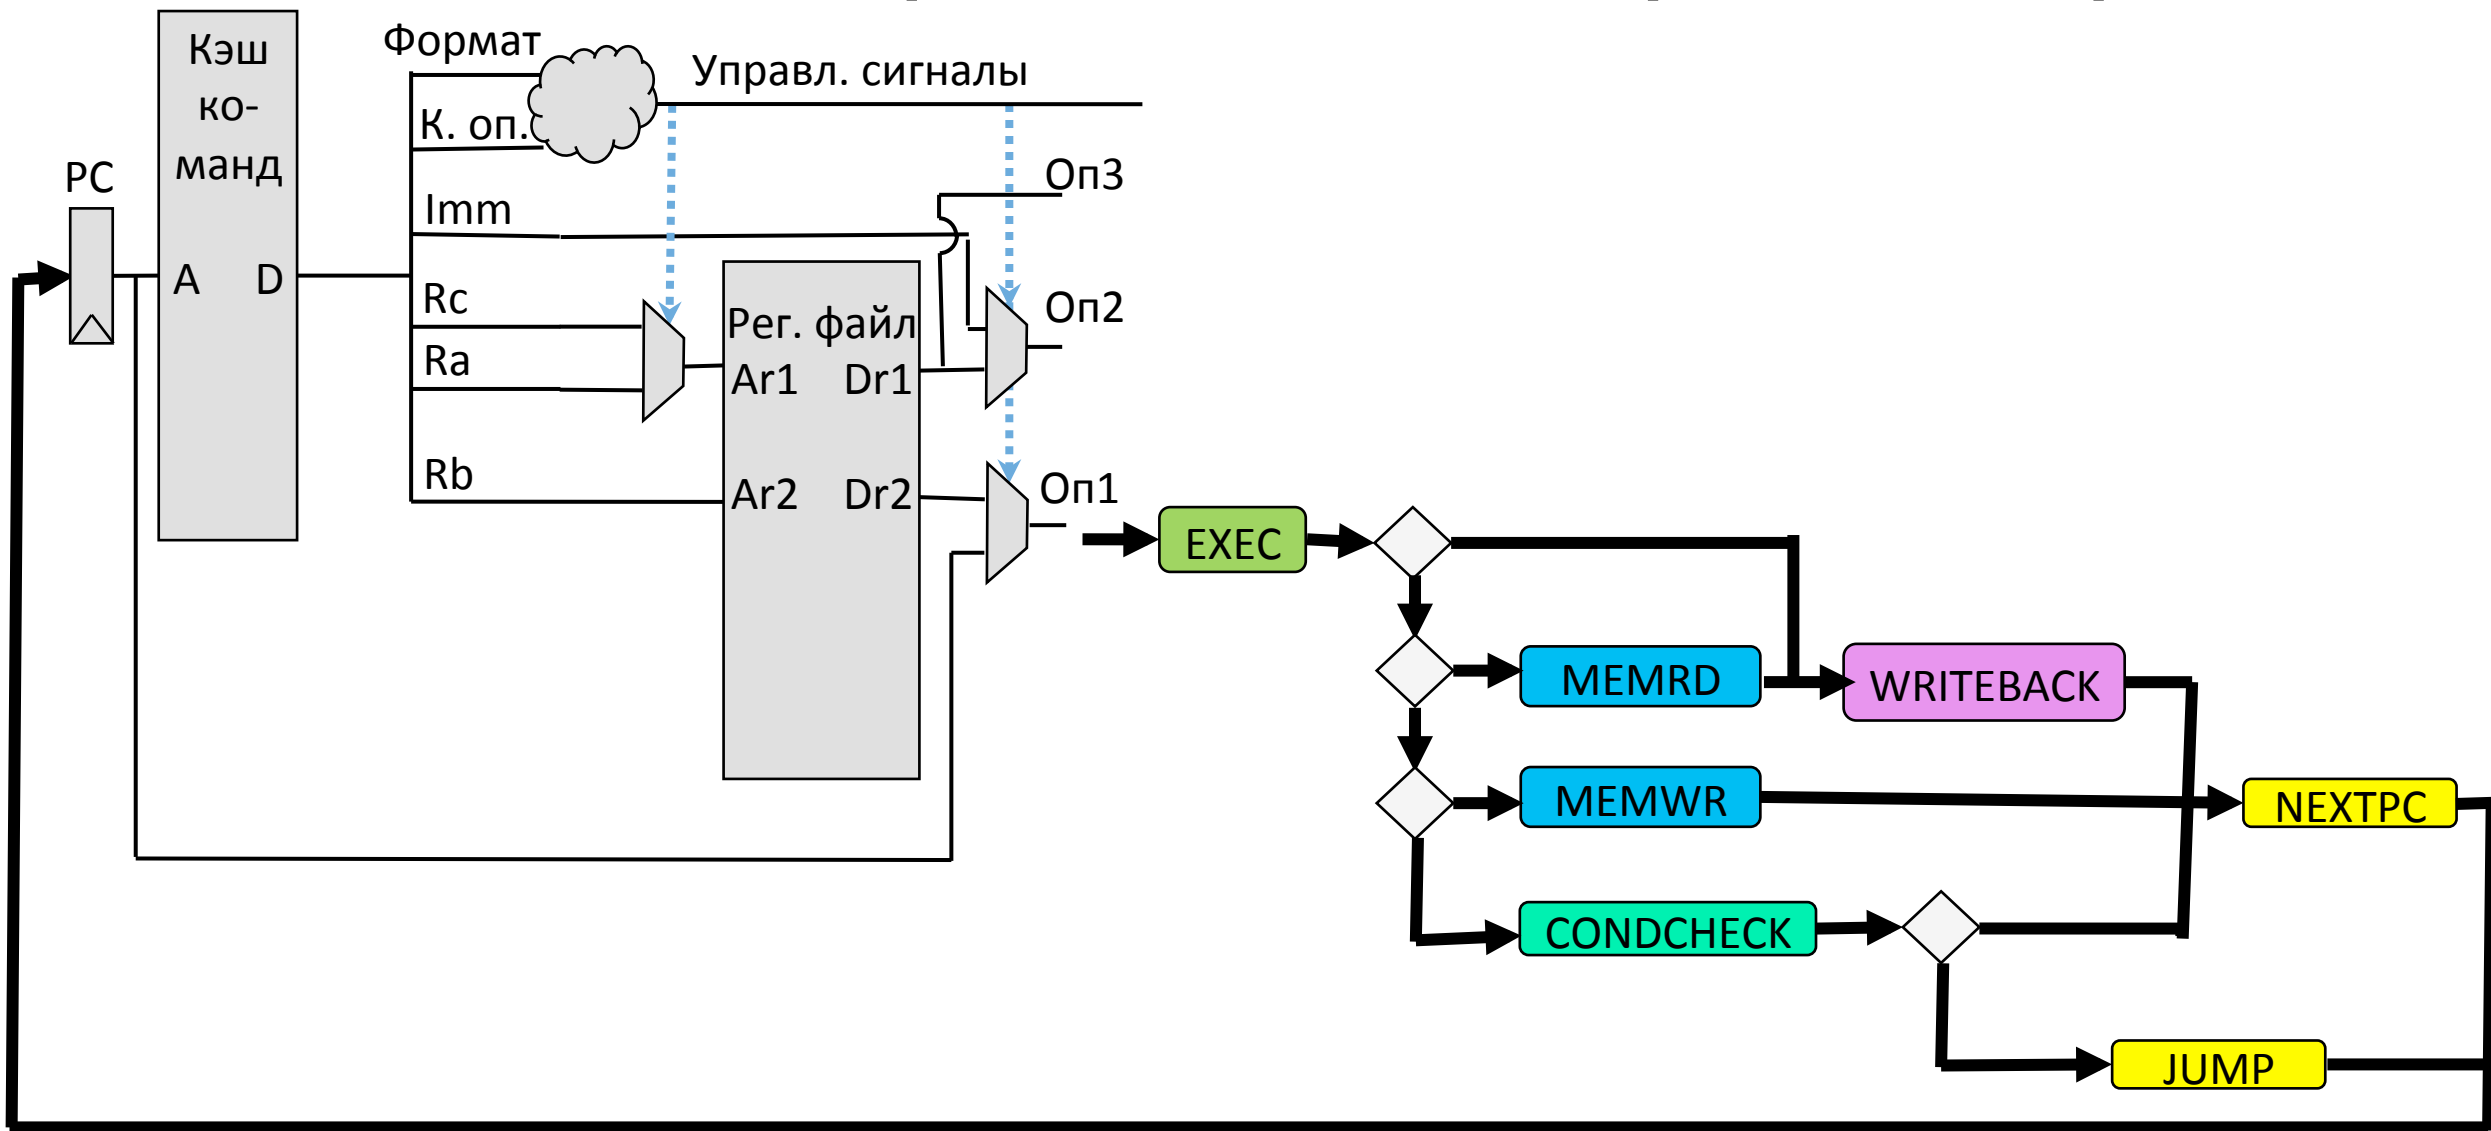 Кэш
ко-
манд
A D
PC
Формат
К. оп.
Imm
Rc
Ra
Rb
Управл. сигналы
Рег. файл
Ar1 Dr1
Ar2 Dr2
Оп3
Оп2
Оп1
EXEC
MEMRD
WRITEBACK
MEMWR
NEXTPC
CONDCHECK
JUMP